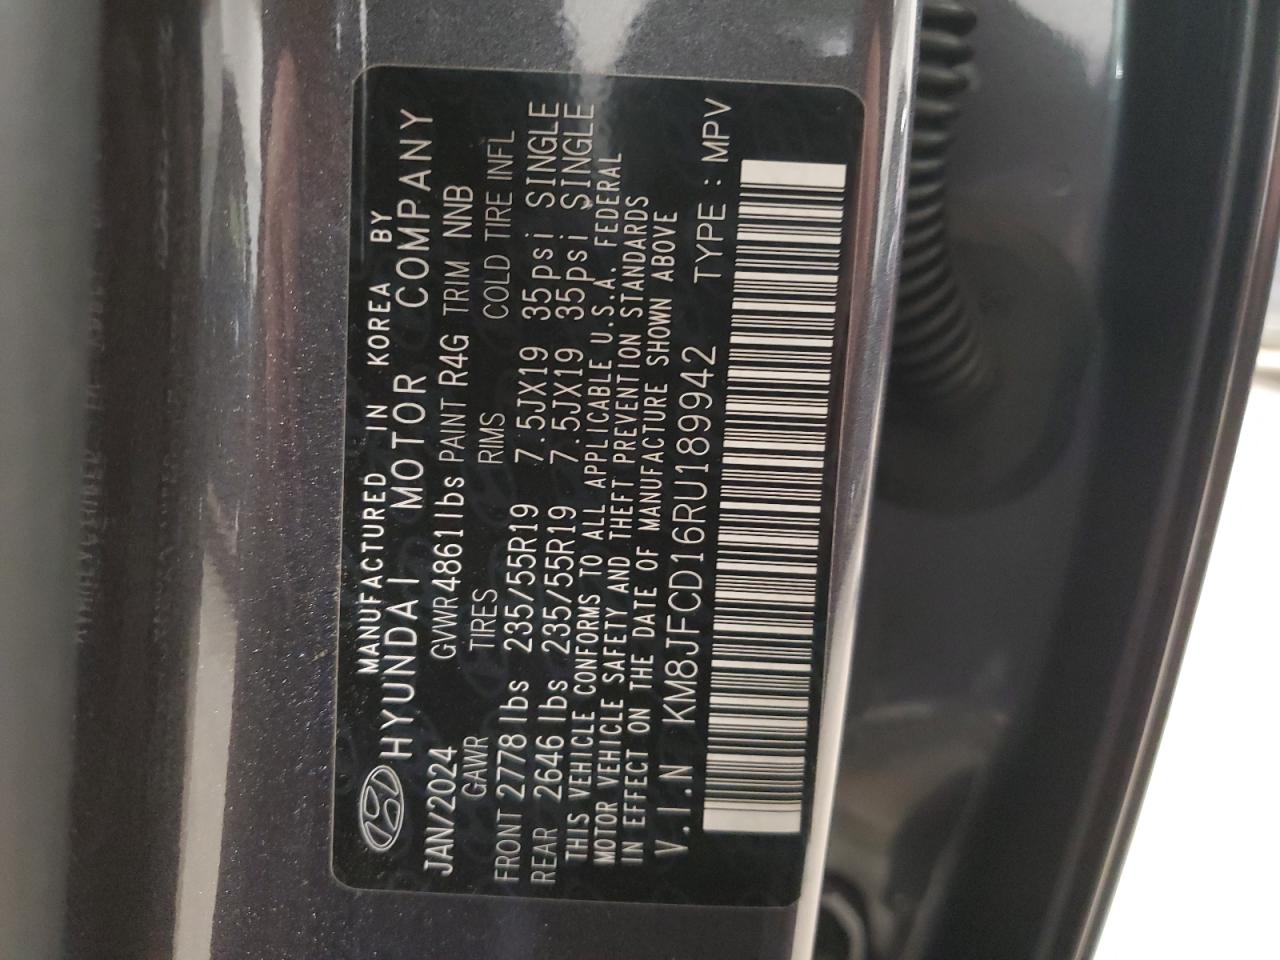 MANUFACTURED IN KOREA BY
HYUNDAI MOTOR COMPANY
JAN/2024 GVWR 4861 lbs PAINT R4G TRIM NNB
GAWR TIRES RIMS COLD TIRE INFL
FRONT 2778 lbs 235/55R19 7.5JX19 35psi SINGLE
REAR 2646 lbs 235/55R19 7.5JX19 35psi SINGLE
THIS VEHICLE CONFORMS TO ALL APPLICABLE U.S.A. FEDERAL
MOTOR VEHICLE SAFETY AND THEFT PREVENTION STANDARDS
IN EFFECT ON THE DATE OF MANUFACTURE SHOWN ABOVE
V.I.N KM8JFCD16RU189942 TYPE : MPV